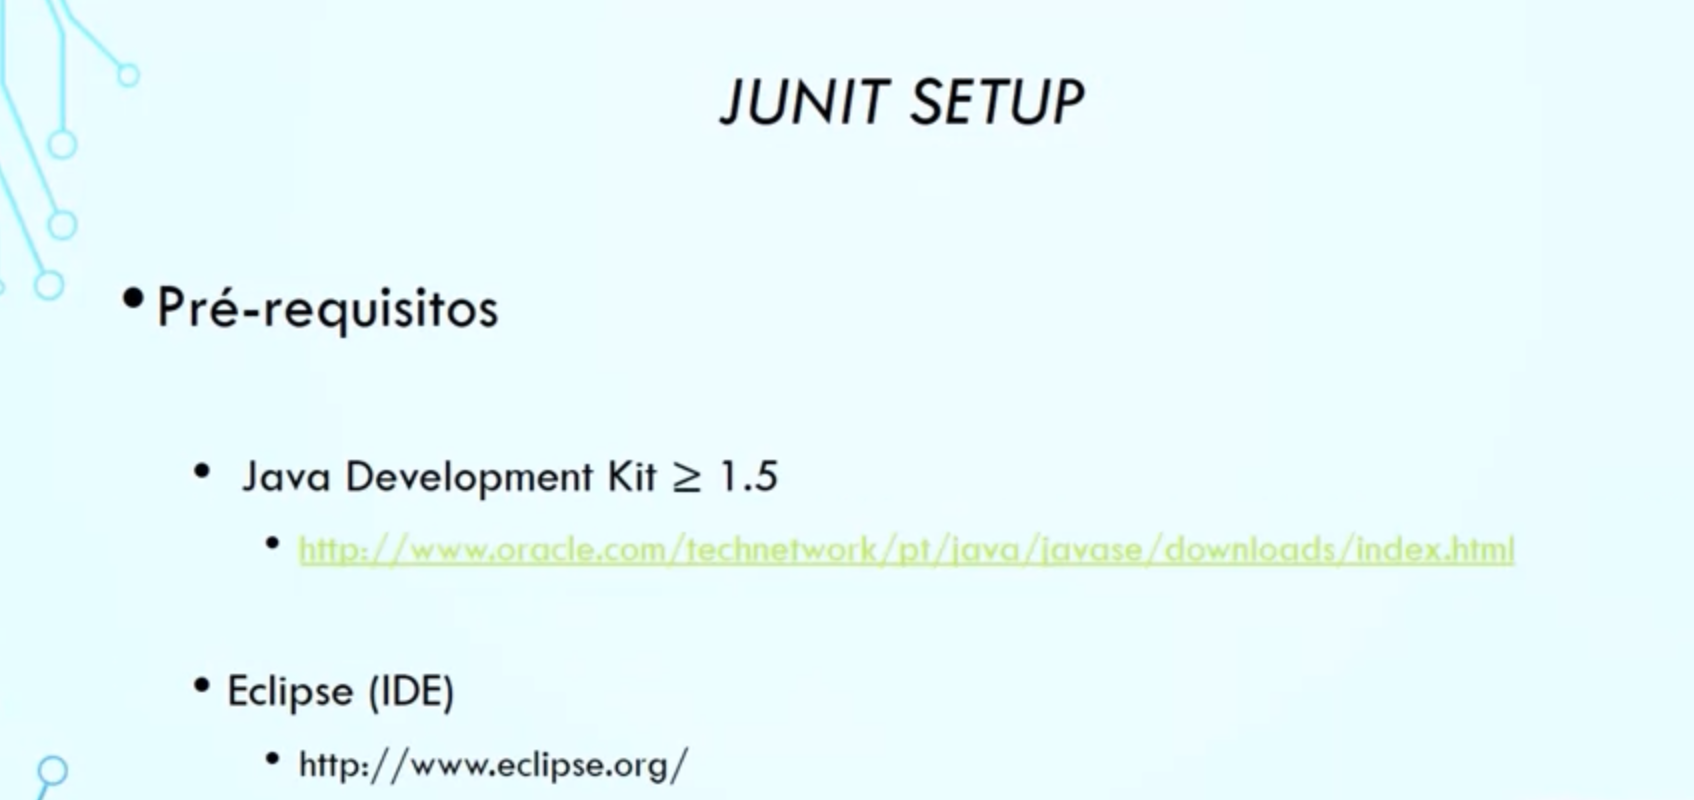 JUNIT SETUP
• Pré-requisitos
• Java Development Kit ≥ 1.5
• http://www.oracle.com/technetwork/pt/java/javase/downloads/index.html
• Eclipse (IDE)
• http://www.eclipse.org/